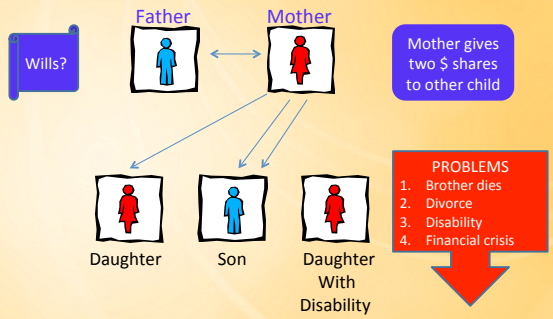 Father
Mother
Wills?
Mother gives
two $ shares
to other child
PROBLEMS
1. Brother dies
2. Divorce
3. Disability
4. Financial crisis
Daughter
Son
Daughter
With
Disability